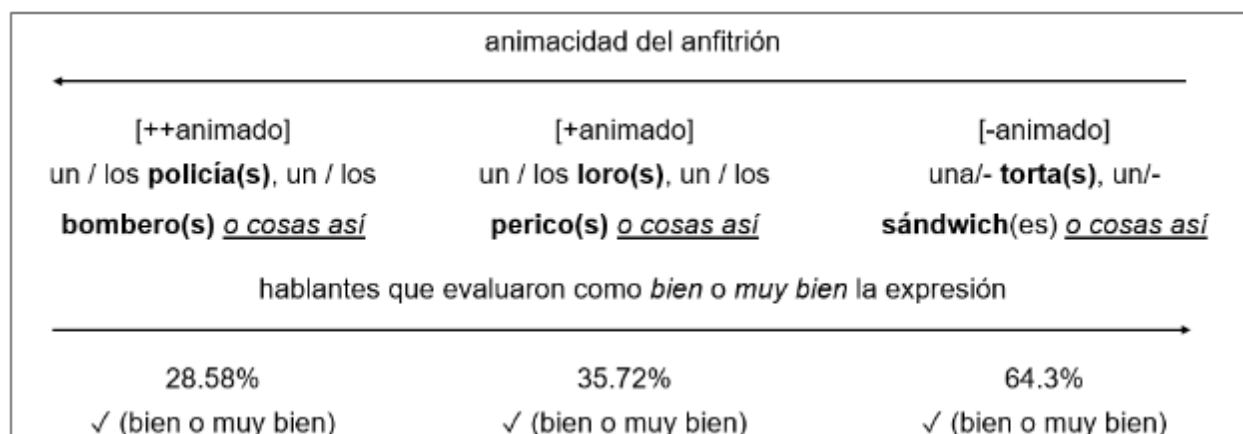 animacidad del anfitrión
[++animado] [+animado] [-animado]
un / los policía(s), un / los un / los loro(s), un / los una/- torta(s), un/-
bombero(s) o cosas así perico(s) o cosas así sándwich(es) o cosas así
hablantes que evaluaron como bien o muy bien la expresión
28.58% 35.72% 64.3%
✓ (bien o muy bien) ✓ (bien o muy bien) ✓ (bien o muy bien)